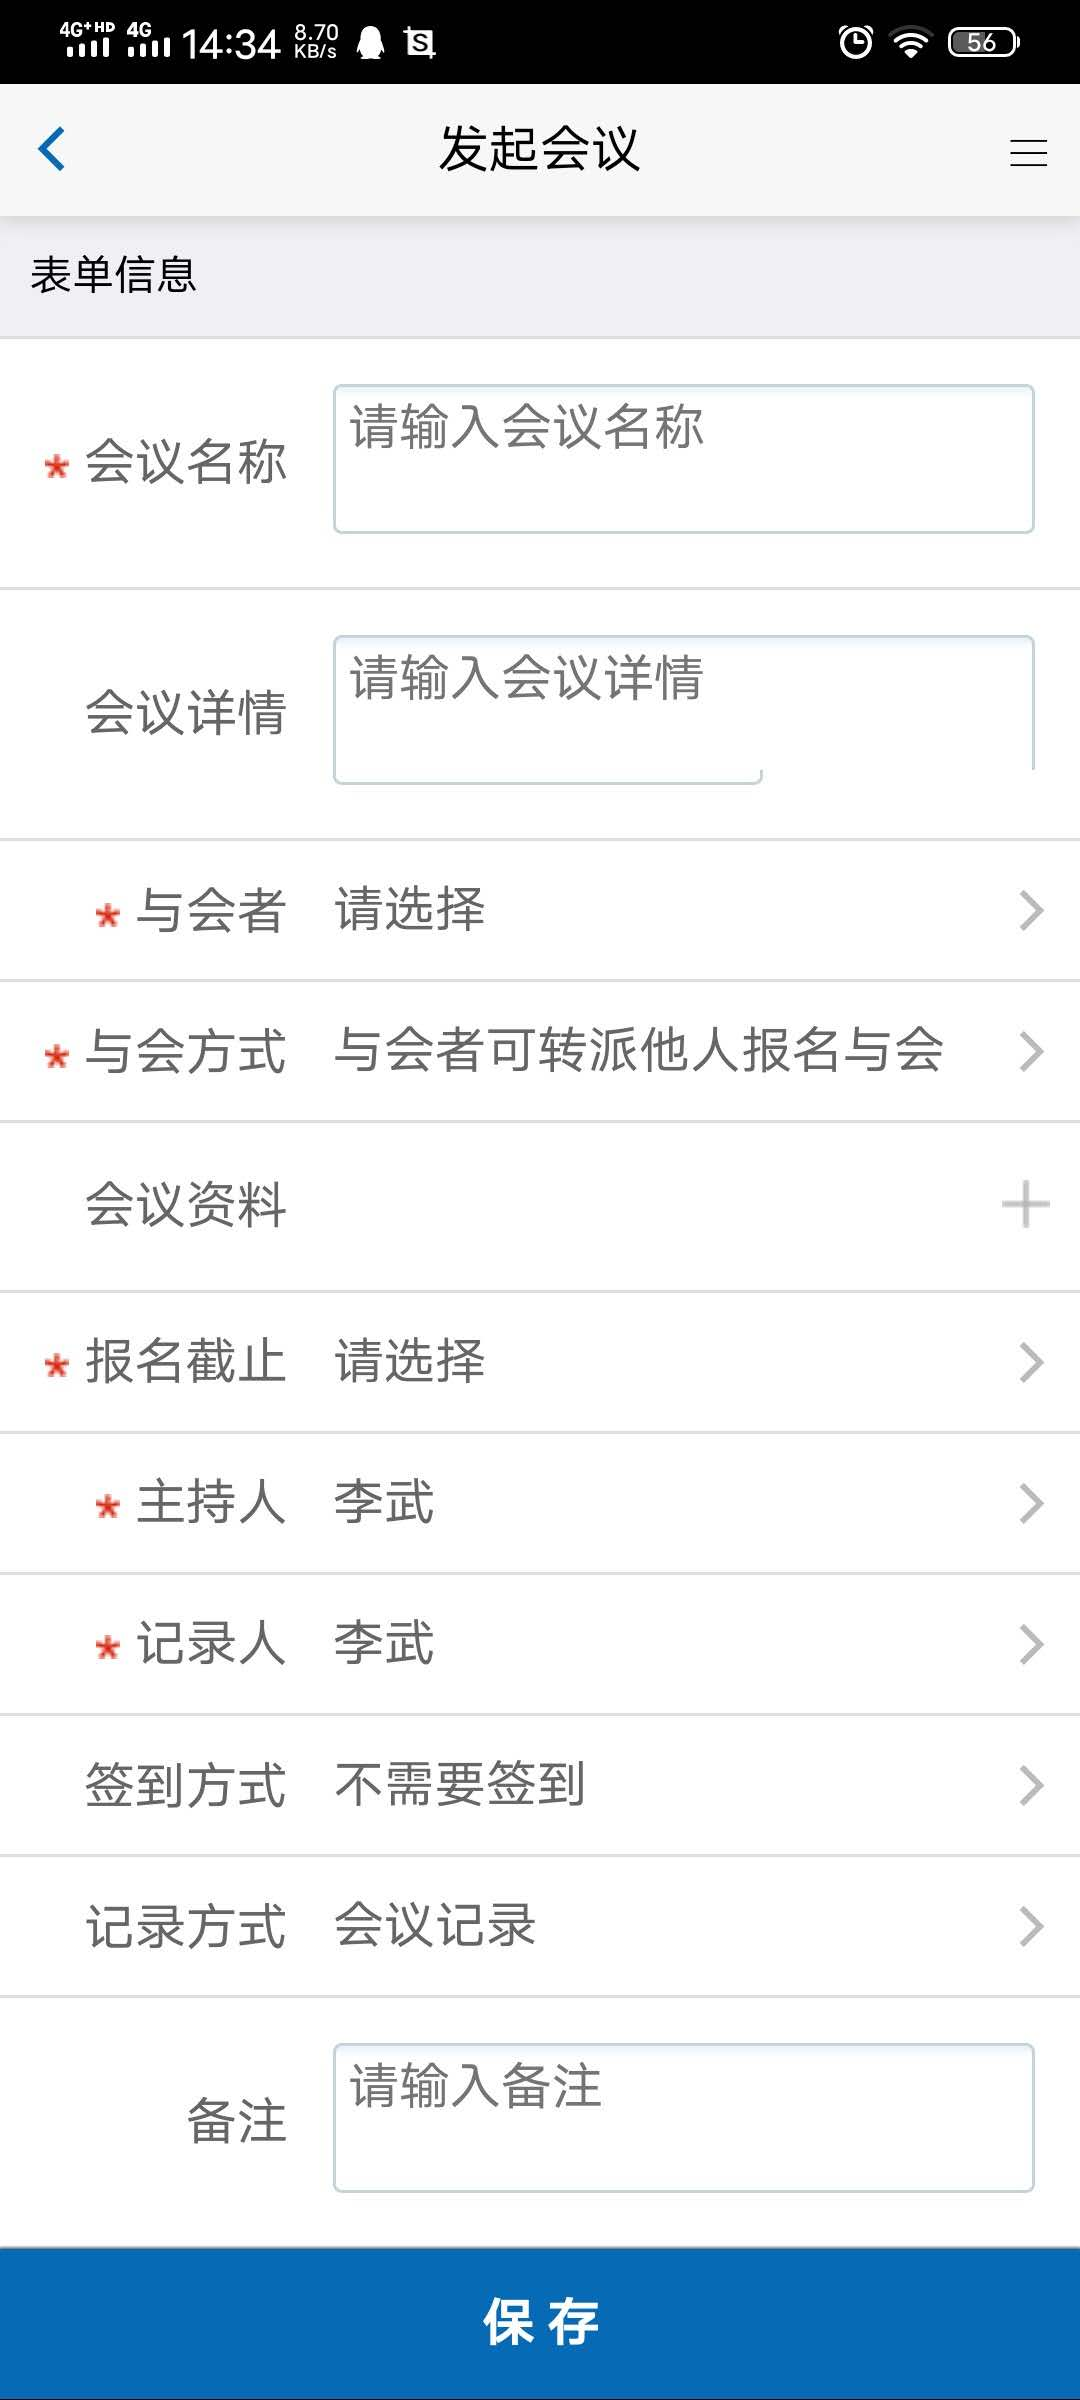 4G+HD 4G 14:34 8.70 KB/s 56
发起会议
表单信息
* 会议名称 请输入会议名称
会议详情 请输入会议详情
* 与会者 请选择
* 与会方式 与会者可转派他人报名与会
会议资料
* 报名截止 请选择
* 主持人 李武
* 记录人 李武
签到方式 不需要签到
记录方式 会议记录
备注 请输入备注
保存